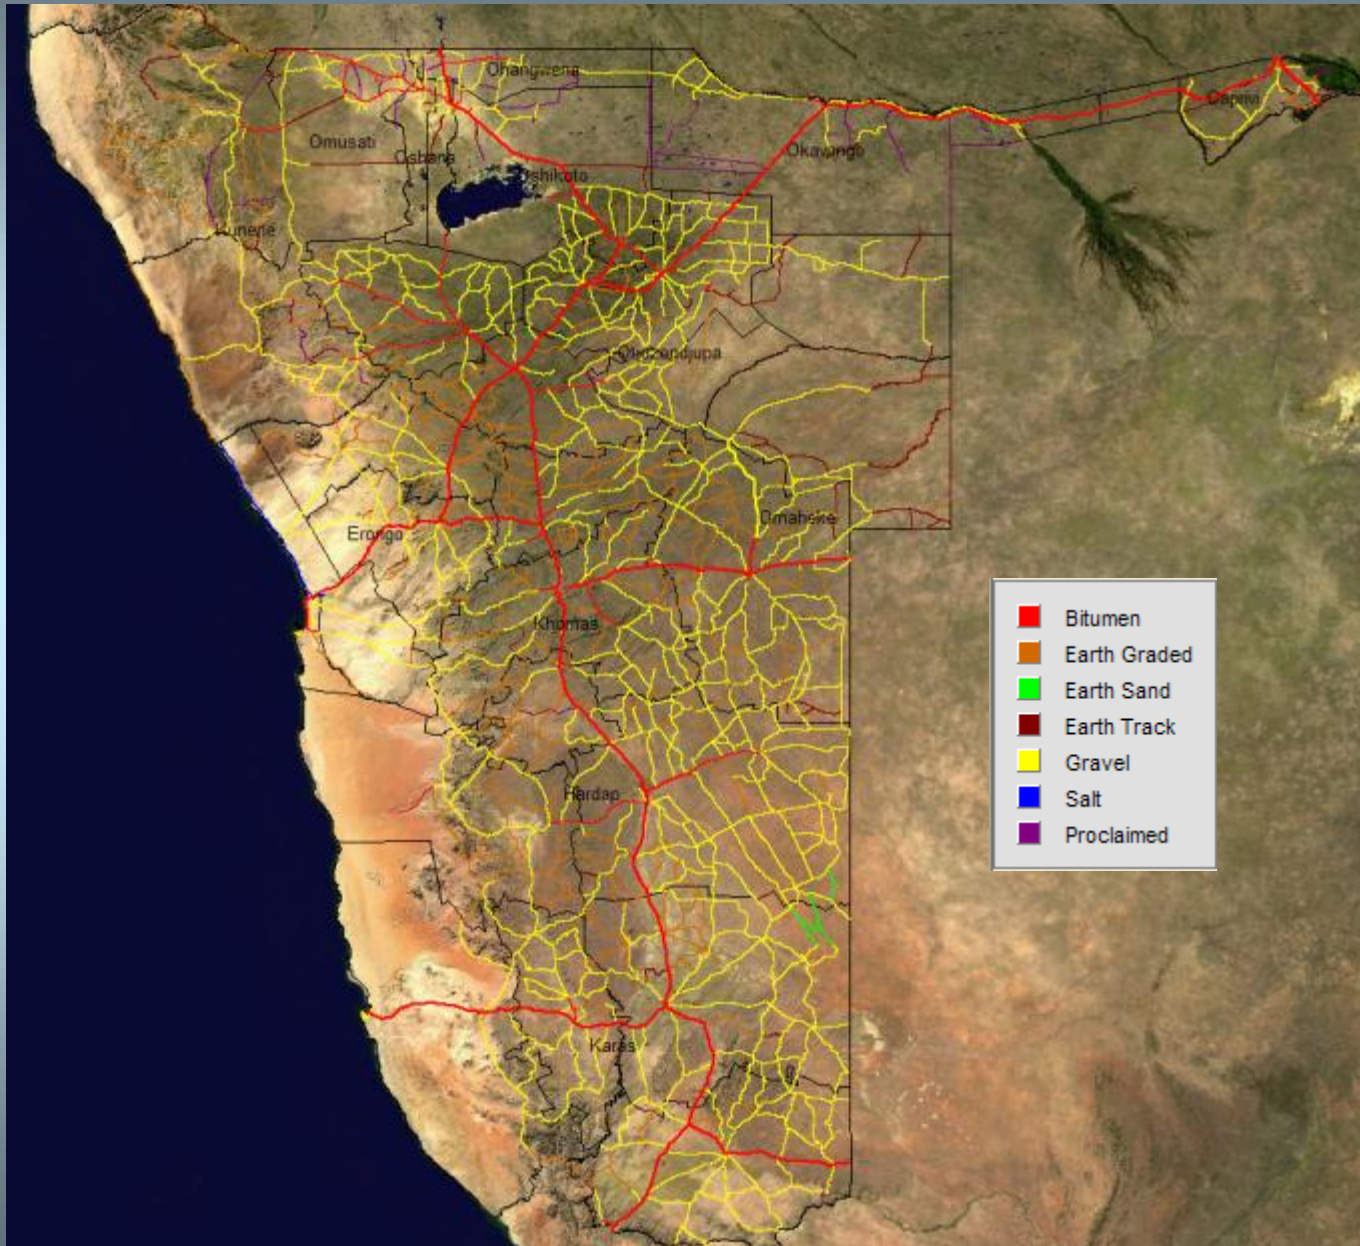 Ohangwena
Caprivi
Omusati
Oshana
Okavango
Oshikoto
Kunene
Otjozondjupa
Omaheke
Erongo
Khomas
Hardap
Karas
Bitumen
Earth Graded
Earth Sand
Earth Track
Gravel
Salt
Proclaimed